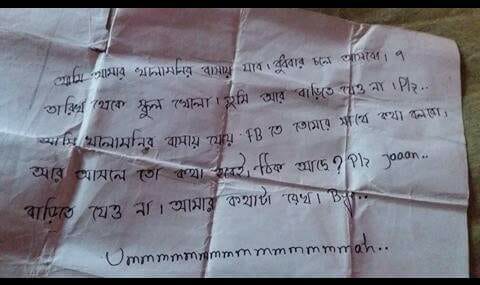 আমি আমার খালামনির বাসায় যাব। বুধবার চলে আসবো। ৭
তারিখ থেকে স্কুল খোলা। তুমি আর বাড়িতে যেও না। Plz..
আমি খালামনির বাসায় যেয়ে FB তে তোমার সাথে কথা বলবো,
আর আসলে তো কথা হবেই, ঠিক আছে? Plz jaaan..
বাড়িতে যেও না। আমার কথাটা রেখ। Bye..
Ummmmmmmmmmmmmmmmah..